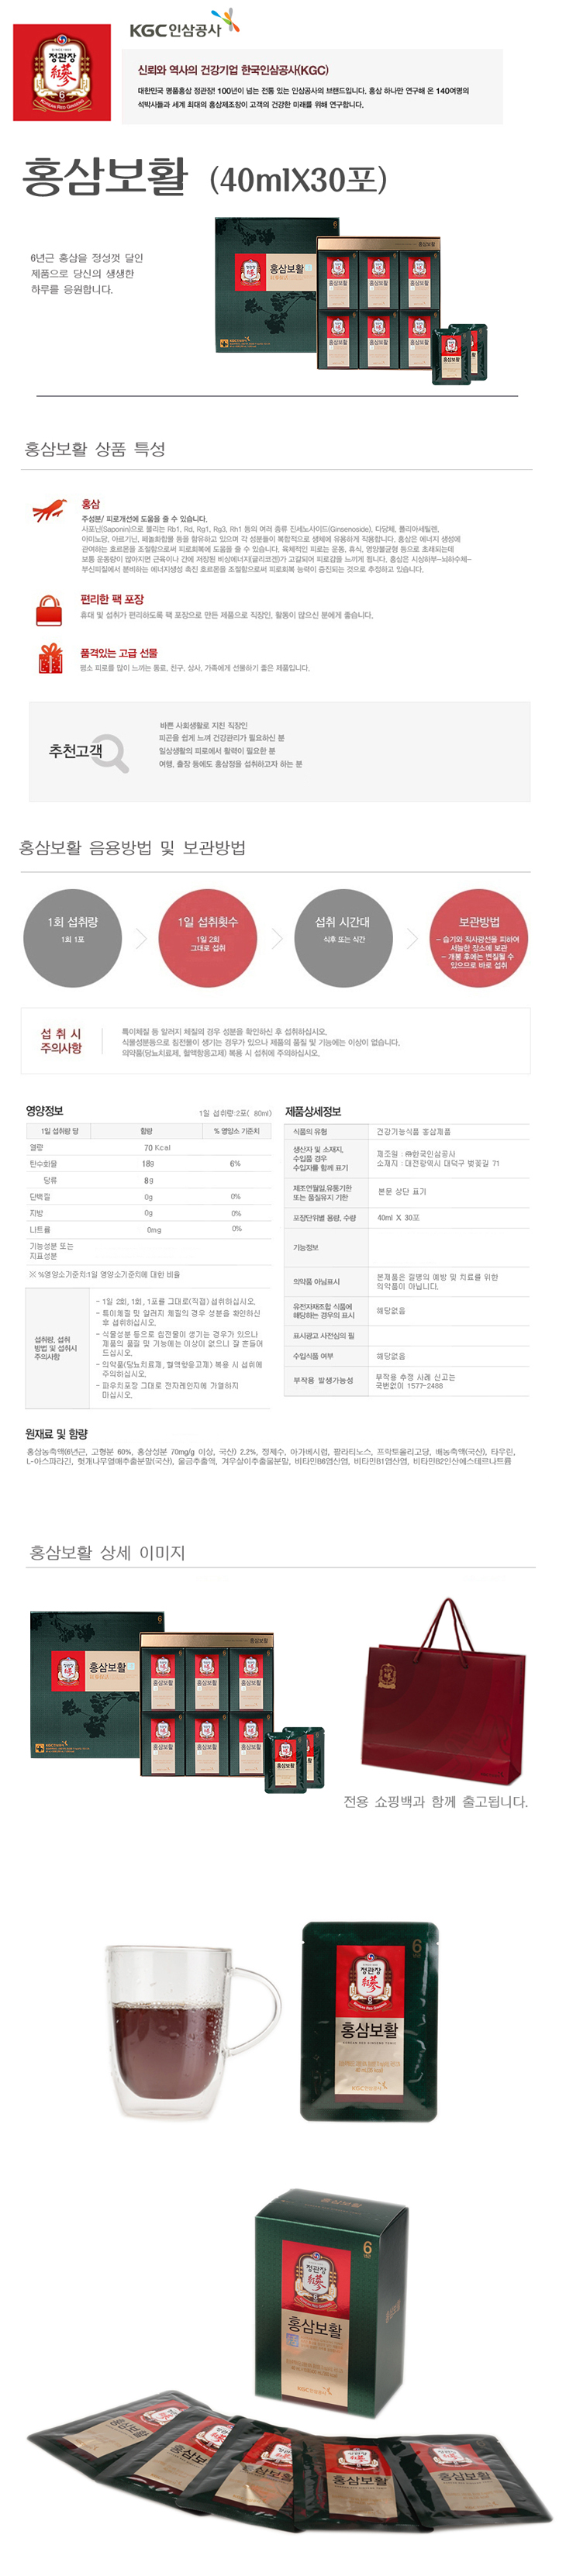 KGC인삼공사
정관장
신뢰와 역사의 건강기업 한국인삼공사(KGC)
대한민국 명품홍삼 정관장! 100년이 넘는 전통 있는 인삼공사의 브랜드입니다. 홍삼 하나만 연구해 온 140여명의
석박사들과 세계 최대의 홍삼제조창이 고객의 건강한 미래를 위해 연구합니다.
홍삼보활 (40mlX30포)
6년근 홍삼을 정성껏 달인
제품으로 당신의 생생한
하루를 응원합니다.
홍삼보활
홍삼보활 상품 특성
홍삼
주성분/ 피로개선에 도움을 줄 수 있습니다.
사포닌(Saponin)으로 불리는 Rb1, Rd, Rg1, Rg3, Rh1 등의 여러 종류 진세노사이드(Ginsenoside), 다당체, 폴리아세틸렌,
아미노당, 아르기닌, 페놀화합물 등을 함유하고 있으며 각 성분들이 복합적으로 생체에 유용하게 작용합니다. 홍삼은 에너지 생성에
관여하는 호르몬을 조절함으로써 피로회복에 도움을 줄 수 있습니다. 육체적인 피로는 운동, 휴식, 영양불균형 등으로 초래되는데
보통 운동량이 많아지면 근육이나 간에 저장된 비상에너지(글리코겐)가 고갈되어 피로감을 느끼게 됩니다. 홍삼은 시상하부-뇌하수체-
부신피질에서 분비하는 에너지생성 촉진 호르몬을 조절함으로써 피로회복 능력이 증진되는 것으로 추정하고 있습니다.
편리한 팩 포장
휴대 및 섭취가 편리하도록 팩 포장으로 만든 제품으로 직장인, 활동이 많으신 분에게 좋습니다.
품격있는 고급 선물
평소 피로를 많이 느끼는 동료, 친구, 상사, 가족에게 선물하기 좋은 제품입니다.
추천고객
바쁜 사회생활로 지친 직장인
피곤을 쉽게 느껴 건강관리가 필요하신 분
일상생활의 피로에서 활력이 필요한 분
여행, 출장 등에도 홍삼정을 섭취하고자 하는 분
홍삼보활 음용방법 및 보관방법
1회 섭취량
1회 1포
1일 섭취횟수
1일 2회
그대로 섭취
섭취 시간대
식후 또는 식간
보관방법
- 습기와 직사광선을 피하여
서늘한 장소에 보관
- 개봉 후에는 변질될 수
있으므로 바로 섭취
섭 취 시
주의사항
특이체질 등 알러지 체질의 경우 성분을 확인하신 후 섭취하십시오.
식물성분등으로 침전물이 생기는 경우가 있으나 제품의 품질 및 기능에는 이상이 없습니다.
의약품(당뇨치료제, 혈액항응고제) 복용 시 섭취에 주의하십시오.
영양정보
1일 섭취량:2포( 80ml)
1일 섭취량 당 함량 % 영양소 기준치
열량 70 Kcal
탄수화물 18g 6%
당류 8g
단백질 0g 0%
지방 0g 0%
나트륨 0mg 0%
기능성분 또는
지표성분
※ %영양소기준치:1일 영양소기준치에 대한 비율
섭취량, 섭취
방법 및 섭취시
주의사항
- 1일 2회, 1회, 1포를 그대로(직접) 섭취하십시오.
- 특이체질 및 알러지 체질의 경우 성분을 확인하신
후 섭취하십시오.
- 식물성분 등으로 침전물이 생기는 경우가 있으나
제품의 품질 및 기능에는 이상이 없으니 잘 흔들어
드십시오.
- 의약품(당뇨치료제,혈액항응고제) 복용 시 섭취에
주의하십시오.
- 파우치포장 그대로 전자레인지에 가열하지
마십시오.
제품상세정보
식품의 유형 건강기능식품 홍삼제품
생산자 및 소재지,
수입품 경우
수입자를 함께 표기
제조원 : ㈜한국인삼공사
소재지 : 대전광역시 대덕구 벚꽃길 71
제조연월일,유통기한
또는 품질유지 기한
본문 상단 표기
포장단위별 용량, 수량 40ml X 30포
기능정보
의약품 아님표시
본제품은 질병의 예방 및 치료를 위한
의약품이 아닙니다.
유전자재조합 식품에
해당하는 경우의 표시
해당없음
표시광고 사전심의 필
수입식품 여부 해당없음
부작용 발생가능성
부작용 추정 사례 신고는
국번없이 1577-2488
원재료 및 함량
홍삼농축액(6년근, 고형분 60%, 홍삼성분 70mg/g 이상, 국산) 2.2%, 정제수, 아가베시럽, 팔라티노스, 프락토올리고당, 배농축액(국산), 타우린,
L-아스파라긴, 헛개나무열매추출분말(국산), 울금추출액, 겨우살이추출물분말, 비타민B6염산염, 비타민B1염산염, 비타민B2인산에스테르나트륨
홍삼보활 상세 이미지
홍삼보활
전용 쇼핑백과 함께 출고됩니다.
6
정관장
홍삼보활
KGC인삼공사
홍삼보활
6
정관장
홍삼보활
KGC인삼공사
홍삼보활
홍삼보활
홍삼보활
홍삼보활
홍삼보활